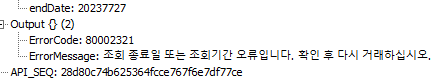 endDate: 20237727
Output {} (2)
ErrorCode: 80002321
ErrorMessage: 조회 종료일 또는 조회기간 오류입니다. 확인 후 다시 거래하십시오.
API_SEQ: 28d80c74b625364fcce767f6e7df77ce